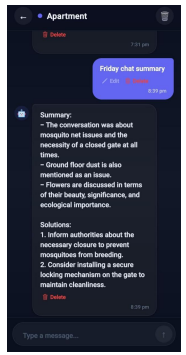 Apartment
Delete
7:31 pm
Friday chat summary
Edit
8:39 pm
Summary:
– The conversation was about
mosquito net issues and the
necessity of a closed gate at all
times.
– Ground floor dust is also
mentioned as an issue.
– Flowers are discussed in terms
of their beauty, significance, and
ecological importance.
Solutions:
1. Inform authorities about the
necessary closure to prevent
mosquitoes from breeding.
2. Consider installing a secure
locking mechanism on the gate to
maintain cleanliness.
Delete
8:39 pm
Type a message...